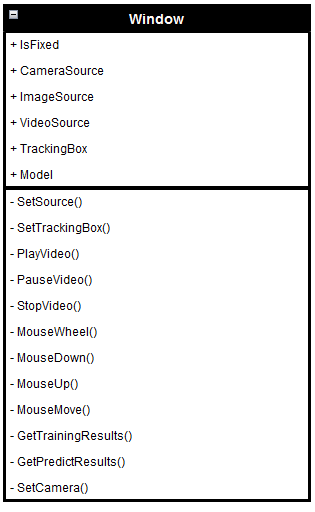 Window
+ IsFixed
+ CameraSource
+ ImageSource
+ VideoSource
+ TrackingBox
+ Model
- SetSource()
- SetTrackingBox()
- PlayVideo()
- PauseVideo()
- StopVideo()
- MouseWheel()
- MouseDown()
- MouseUp()
- MouseMove()
- GetTrainingResults()
- GetPredictResults()
- SetCamera()